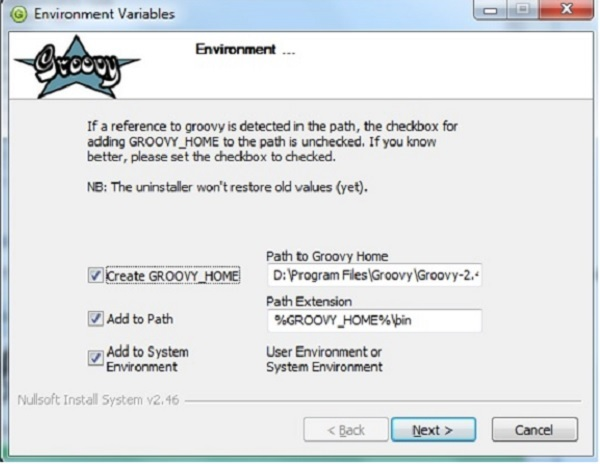 Environment Variables
Groovy
Environment ...
If a reference to groovy is detected in the path, the checkbox for
adding GROOVY_HOME to the path is unchecked. If you know
better, please set the checkbox to checked.
NB: The uninstaller won't restore old values (yet).
Path to Groovy Home
Create GROOVY_HOME
D:\Program Files\Groovy\Groovy-2.4
Path Extension
Add to Path
%GROOVY_HOME%\bin
Add to System
Environment
User Environment or
System Environment
Nullsoft Install System v2.46
< Back
Next >
Cancel